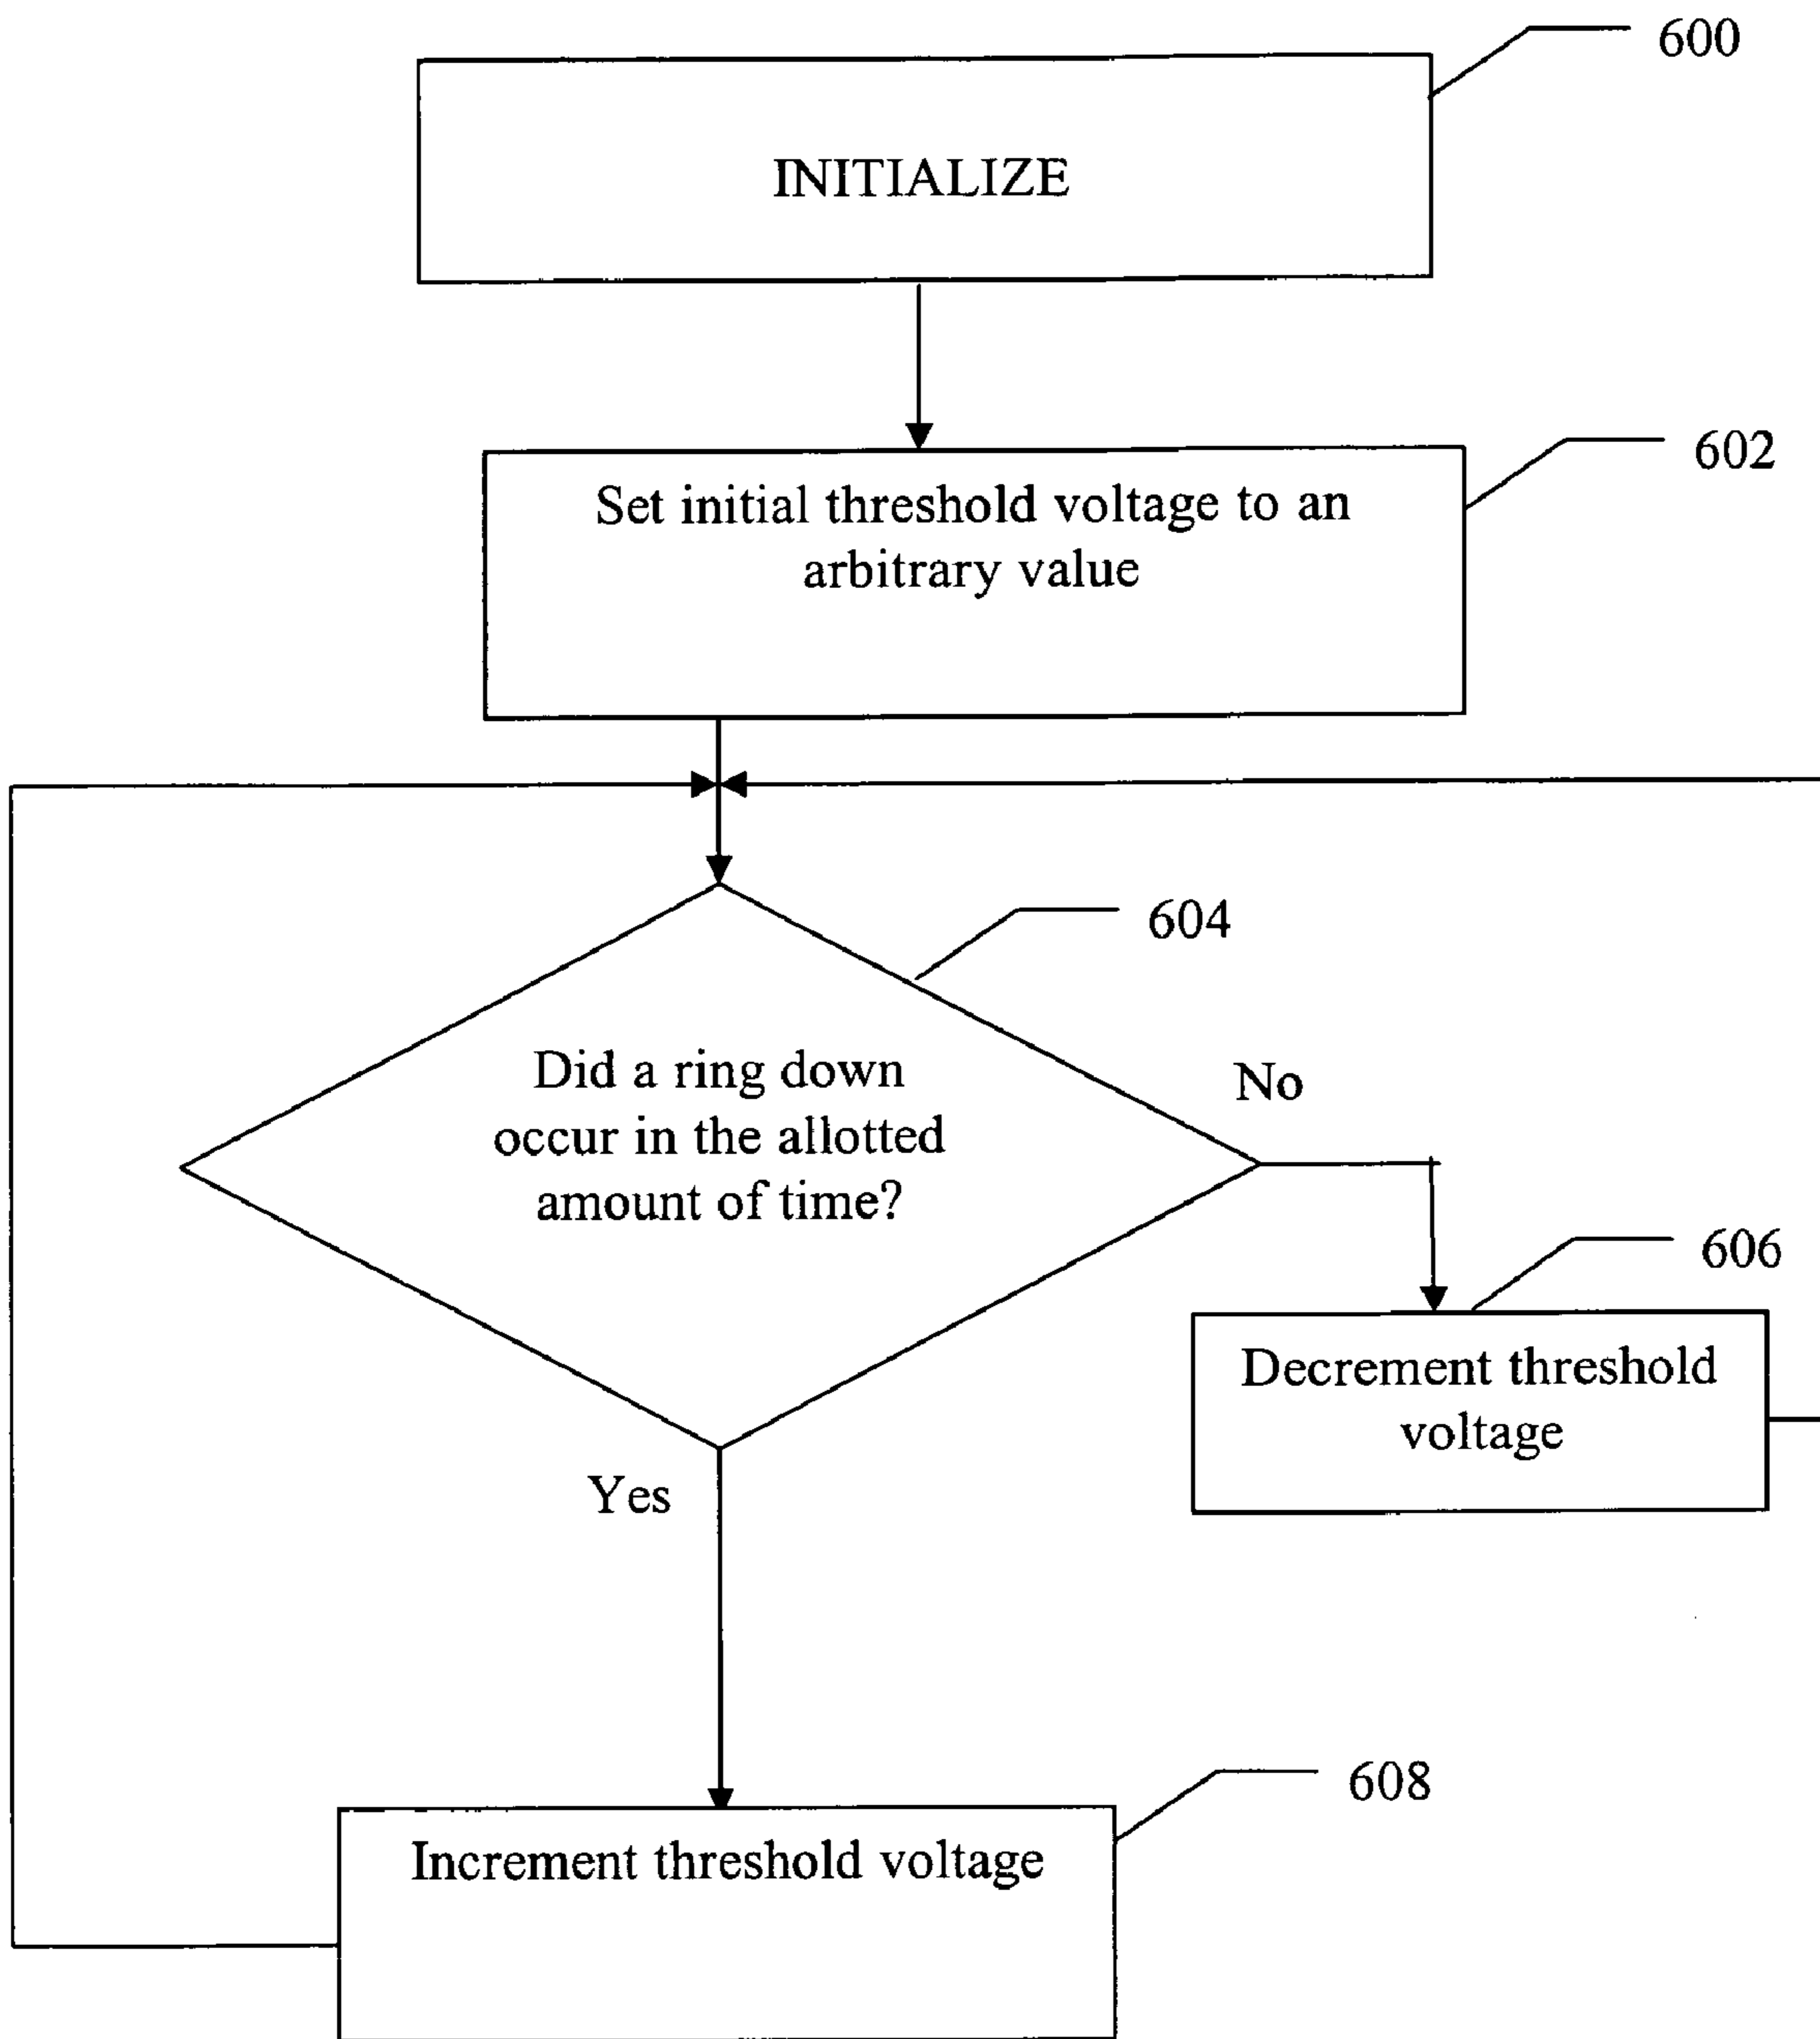 600
INITIALIZE
602
Set initial threshold voltage to an
arbitrary value
604
Did a ring down
occur in the allotted
amount of time?
No
606
Decrement threshold
voltage
Yes
608
Increment threshold voltage